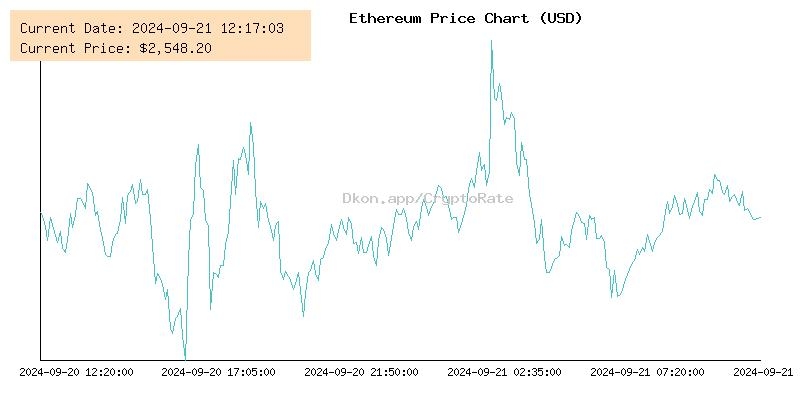 Ethereum Price Chart (USD)
Current Date: 2024-09-21 12:17:03
Current Price: $2,548.20
Dkon.app/CryptoRate
2024-09-20 12:20:00 2024-09-20 17:05:00 2024-09-20 21:50:00 2024-09-21 02:35:00 2024-09-21 07:20:00 2024-09-21